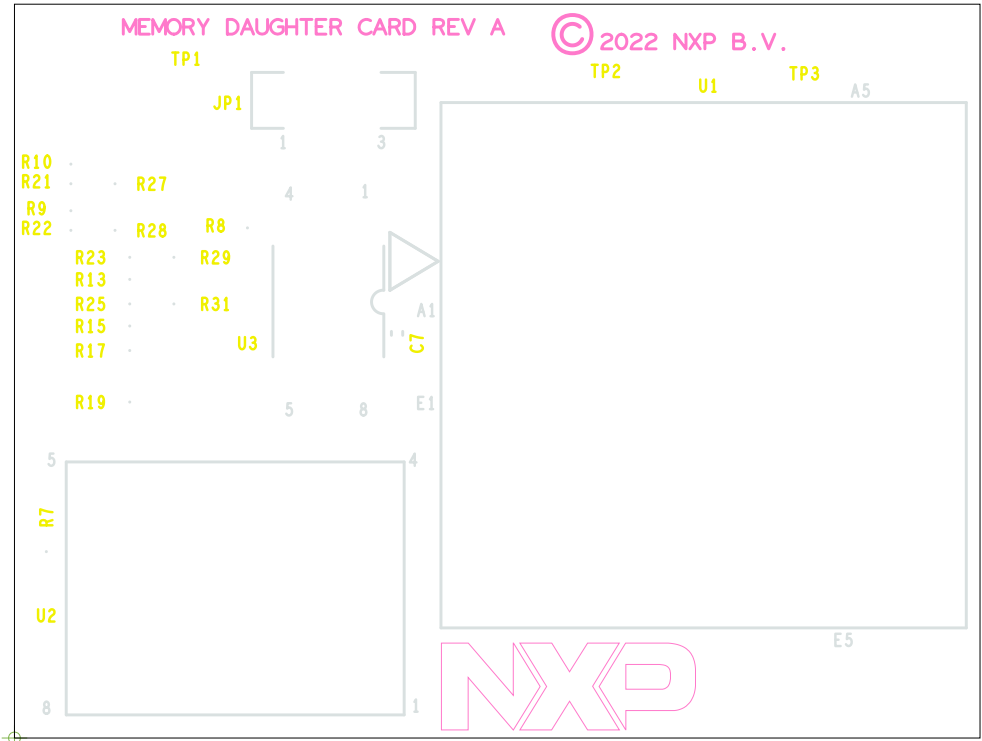 MEMORY DAUGHTER CARD REV A
© 2022 NXP B.V.
TP1
TP2
U1
TP3
A5
JP1
1
3
R10
R21
R27
4
1
R9
R22
R28
R8
R23
R29
R13
R25
R31
A1
R15
R17
U3
C7
R19
5
8
E1
5
4
R7
U2
E5
8
1
NXP